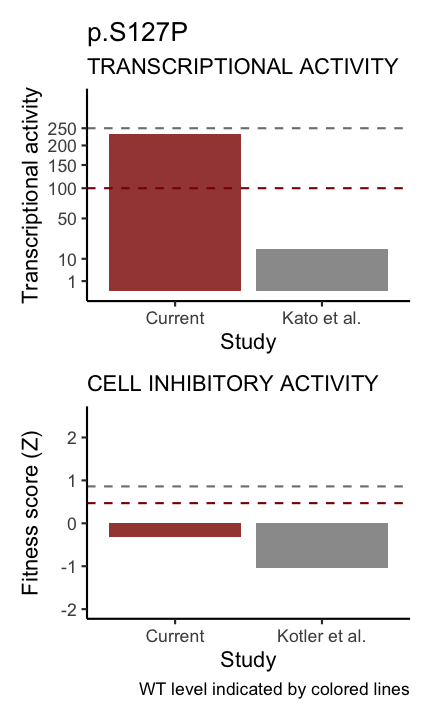 p.S127P
TRANSCRIPTIONAL ACTIVITY
Transcriptional activity
250
200
150
100
50
10
1
Current
Kato et al.
Study
CELL INHIBITORY ACTIVITY
Fitness score (Z)
2
1
0
-1
-2
Current
Kotler et al.
Study
WT level indicated by colored lines